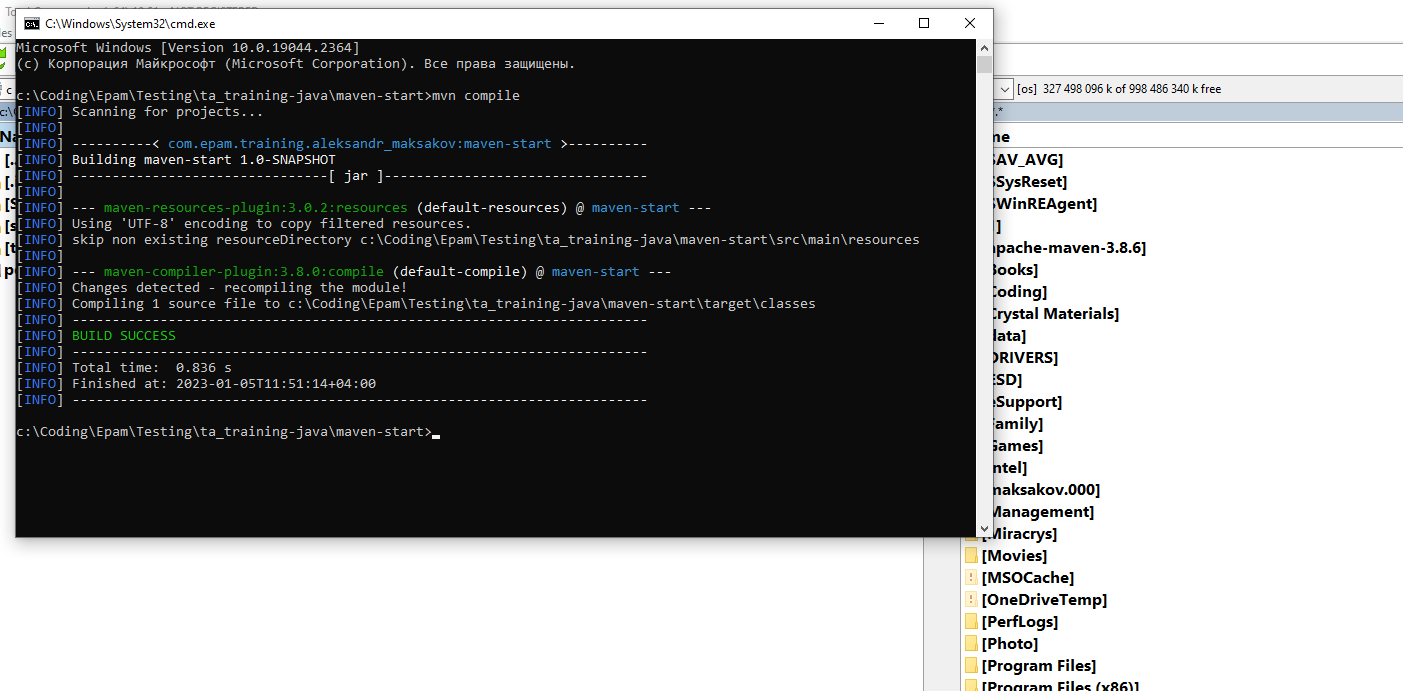 C:\Windows\System32\cmd.exe
Microsoft Windows [Version 10.0.19044.2364]
(c) Корпорация Майкрософт (Microsoft Corporation). Все права защищены.
c:\Coding\Epam\Testing\ta_training-java\maven-start>mvn compile
[INFO] Scanning for projects...
[INFO]
[INFO] ----------< com.epam.training.aleksandr_maksakov:maven-start >----------
[INFO] Building maven-start 1.0-SNAPSHOT
[INFO] --------------------------------[ jar ]---------------------------------
[INFO]
[INFO] --- maven-resources-plugin:3.0.2:resources (default-resources) @ maven-start ---
[INFO] Using 'UTF-8' encoding to copy filtered resources.
[INFO] skip non existing resourceDirectory c:\Coding\Epam\Testing\ta_training-java\maven-start\src\main\resources
[INFO]
[INFO] --- maven-compiler-plugin:3.8.0:compile (default-compile) @ maven-start ---
[INFO] Changes detected - recompiling the module!
[INFO] Compiling 1 source file to c:\Coding\Epam\Testing\ta_training-java\maven-start\target\classes
[INFO] ------------------------------------------------------------------------
[INFO] BUILD SUCCESS
[INFO] ------------------------------------------------------------------------
[INFO] Total time:  0.836 s
[INFO] Finished at: 2023-01-05T11:51:14+04:00
[INFO] ------------------------------------------------------------------------
c:\Coding\Epam\Testing\ta_training-java\maven-start>
[os] 327 498 096 k of 998 486 340 k free
*.*
me
SAV_AVG]
SSysReset]
SWinREAgent]
]
apache-maven-3.8.6]
Books]
Coding]
Crystal Materials]
data]
DRIVERS]
ESD]
eSupport]
Family]
Games]
Intel]
maksakov.000]
Management]
[Miracrys]
[Movies]
[MSOCache]
[OneDriveTemp]
[PerfLogs]
[Photo]
[Program Files]
[Program Files (x86)]